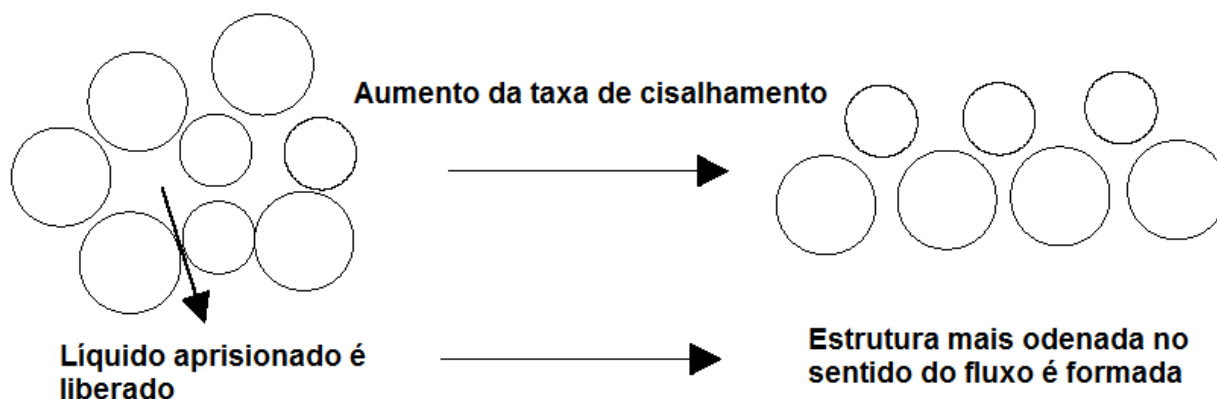 Aumento da taxa de cisalhamento
Líquido aprisionado é
liberado
Estrutura mais odenada no
sentido do fluxo é formada